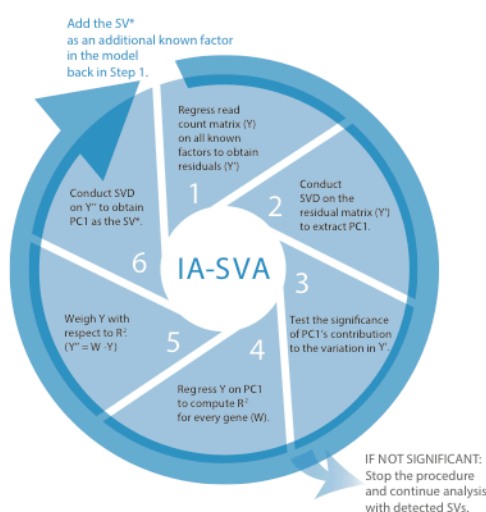 Add the SV*
as an additional known factor
in the model
back in Step 1.
Regress read
count matrix (Y)
on all known
factors to obtain
residuals (Y')
1
Conduct
SVD on the
residual matrix (Y')
to extract PC1.
2
3
Test the significance
of PC1's contribution
to the variation in Y'.
4
Regress Y on PC1
to compute R²
for every gene (W).
5
Weigh Y with
respect to R².
(Y'' = W ·Y)
6
Conduct SVD
on Y'' to obtain
PC1 as the SV*.
IA-SVA
IF NOT SIGNIFICANT:
Stop the procedure
and continue analysis
with detected SVs.